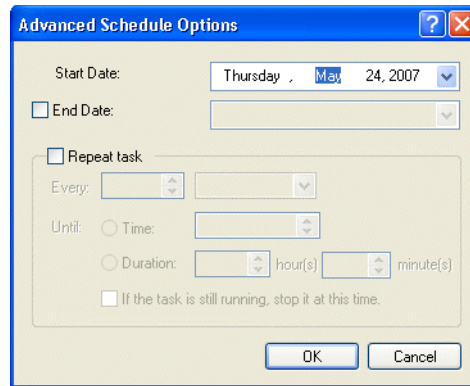 Advanced Schedule Options
Start Date: Thursday , May 24, 2007
End Date:
Repeat task
Every:
Until: Time:
Duration: hour(s) minute(s)
If the task is still running, stop it at this time.
OK Cancel